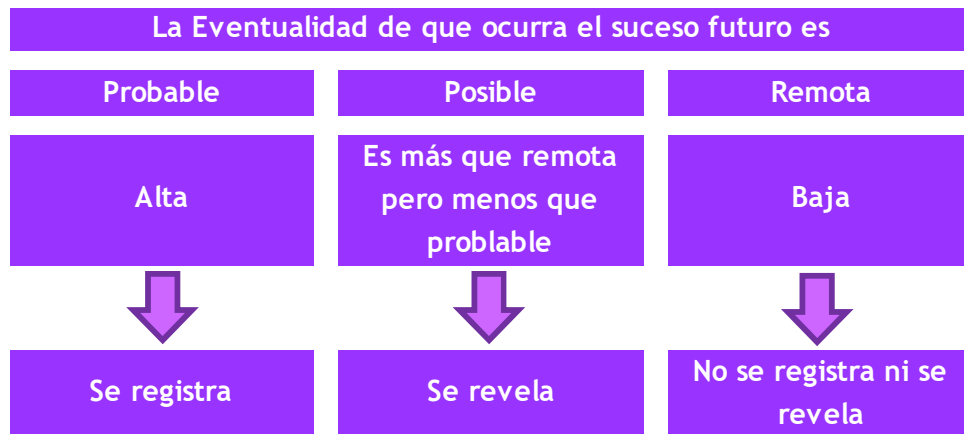 La Eventualidad de que ocurra el suceso futuro es
Probable
Posible
Remota
Alta
Es más que remota
pero menos que
problable
Baja
Se registra
Se revela
No se registra ni se
revela